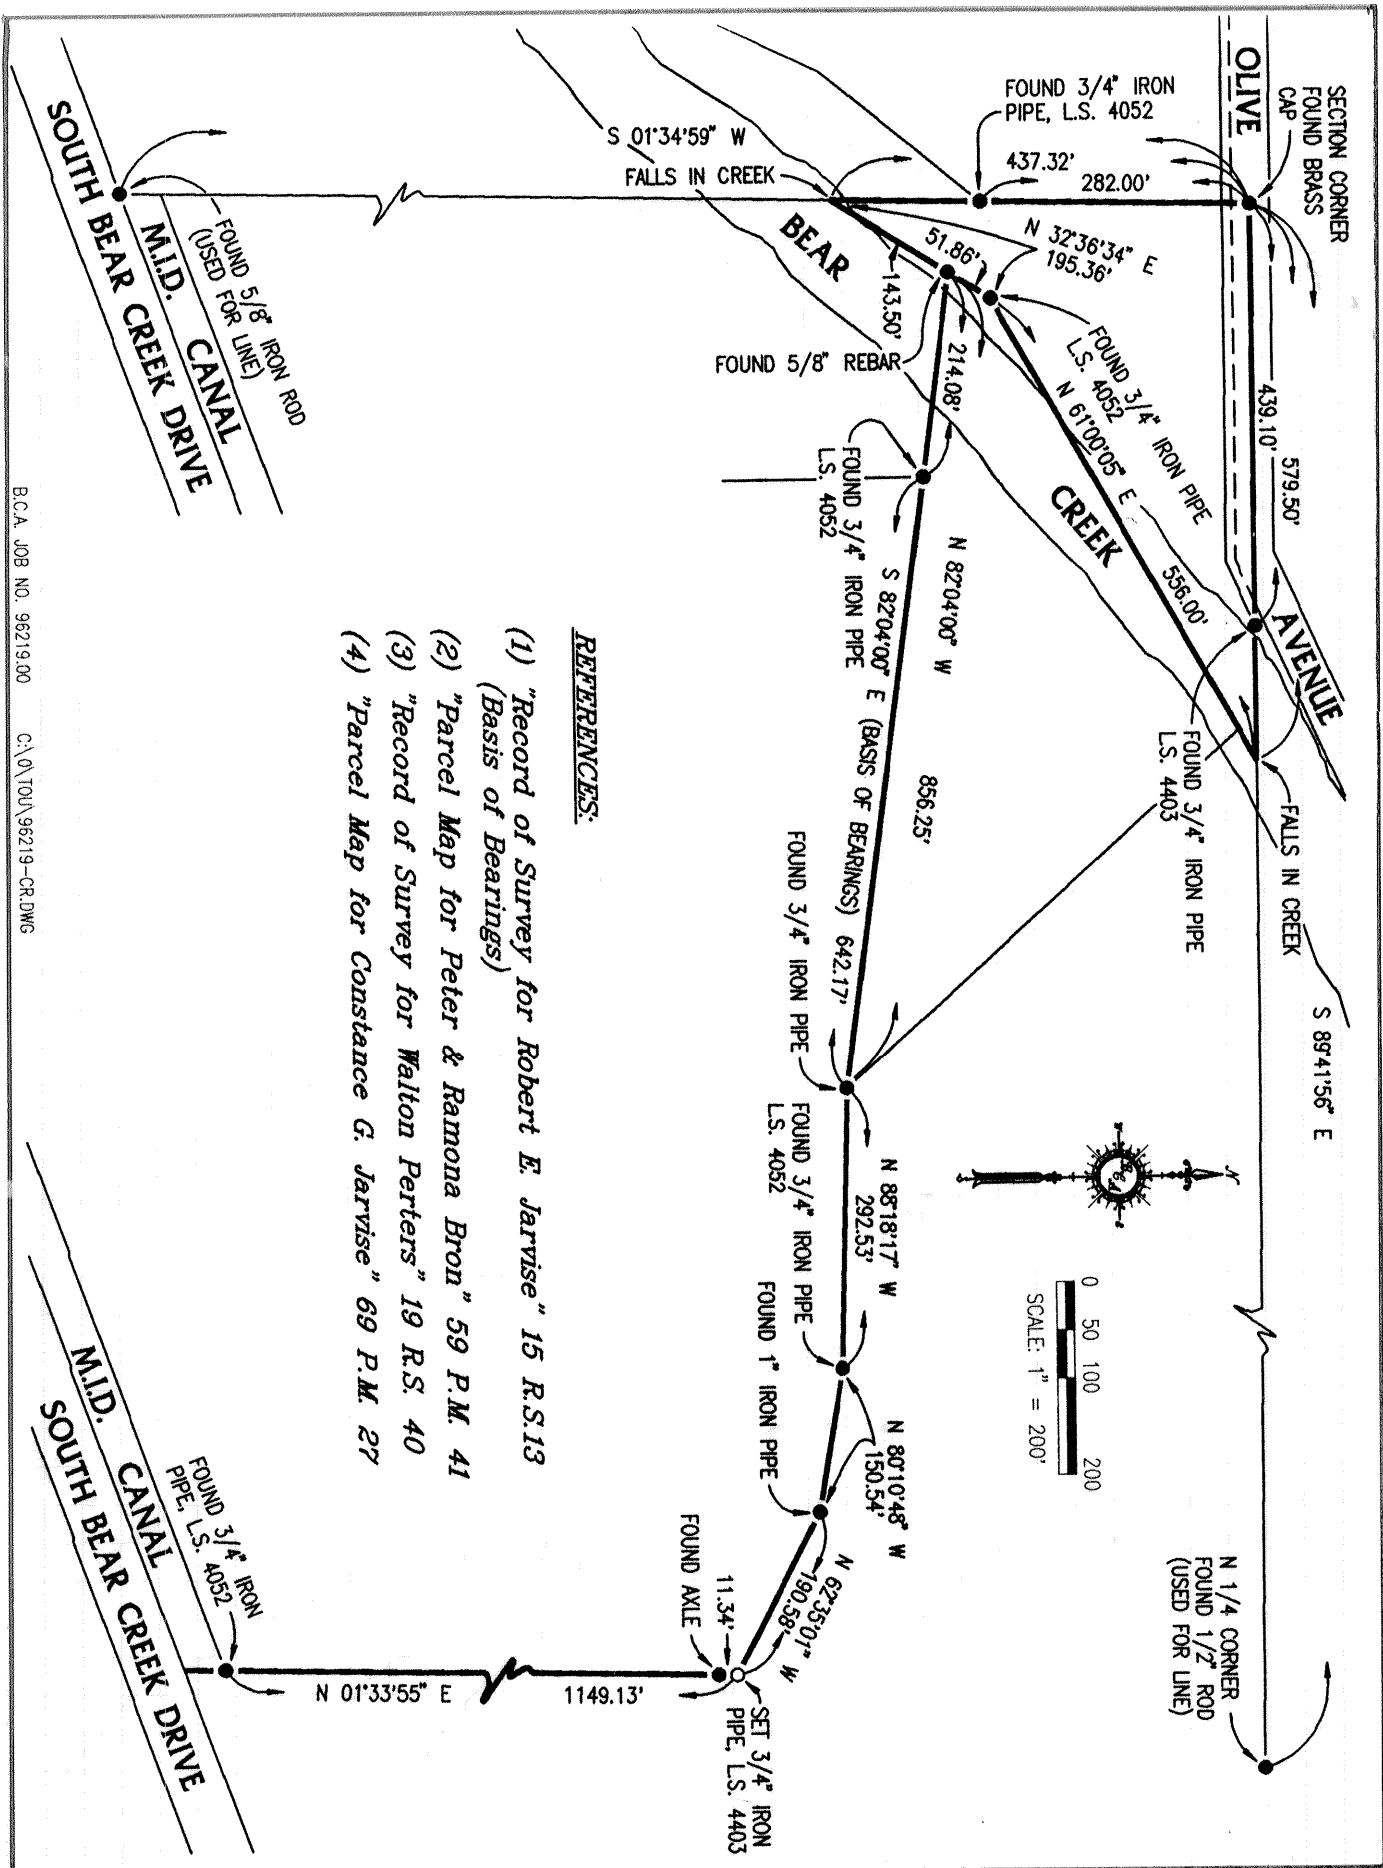 SECTION CORNER
FOUND BRASS
CAP
OLIVE
AVENUE
439.10'
579.50'
FOUND 3/4" IRON
PIPE, L.S. 4052
437.32'
282.00'
S 01°34'59" W
FALLS IN CREEK
N 32°36'34" E
195.36'
51.86'
143.50'
BEAR
CREEK
FOUND 5/8" REBAR
FOUND 3/4" IRON PIPE
L.S. 4052
N 61°00'05" E
556.00'
FOUND 3/4" IRON PIPE
L.S. 4403
FALLS IN CREEK
S 89°41'56" E
N 1/4 CORNER
FOUND 1/2" ROD
(USED FOR LINE)
N
0 50 100 200
SCALE: 1" = 200'
214.08'
FOUND 3/4" IRON PIPE
L.S. 4052
N 82°04'00" W
856.25'
S 82°04'00" E (BASIS OF BEARINGS) 642.17'
FOUND 3/4" IRON PIPE
N 88°18'17" W
292.53'
FOUND 3/4" IRON PIPE
L.S. 4052
N 80°10'48" W
150.54'
FOUND 1" IRON PIPE
N 62°35'01" W
190.58'
SET 3/4" IRON
PIPE, L.S. 4403
11.34'
FOUND AXLE
N 01°33'55" E
1149.13'
FOUND 3/4" IRON
PIPE, L.S. 4052
M.I.D. CANAL
SOUTH BEAR CREEK DRIVE
FOUND 5/8" IRON ROD
(USED FOR LINE)
M.I.D. CANAL
SOUTH BEAR CREEK DRIVE
REFERENCES:
(1) "Record of Survey for Robert E. Jarvise" 15 R.S.13
(Basis of Bearings)
(2) "Parcel Map for Peter & Ramona Bron" 59 P.M. 41
(3) "Record of Survey for Walton Perters" 19 R.S. 40
(4) "Parcel Map for Constance G. Jarvise" 69 P.M. 27
B.C.A. JOB NO. 96219.00 C:\0\TOU\96219-CR.DWG